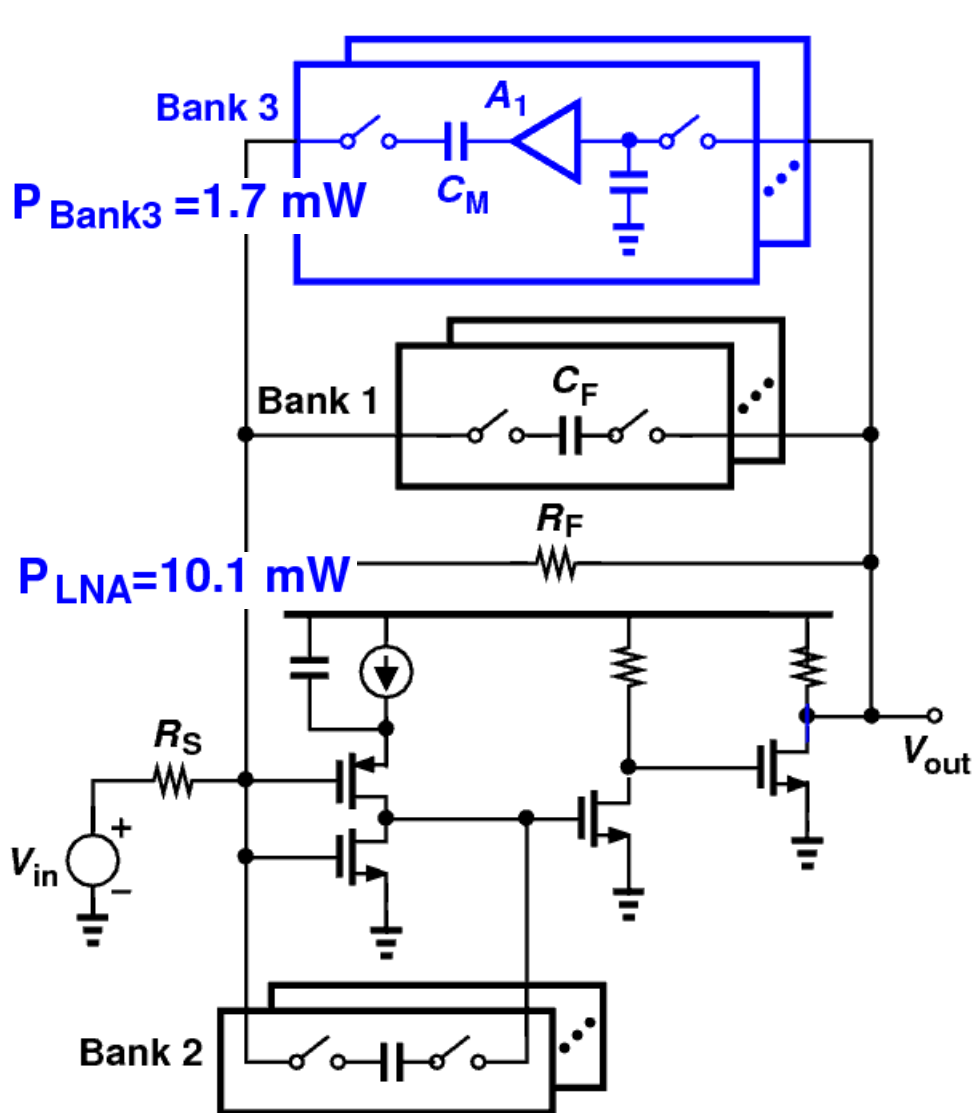 Bank 3
A1
CM
PBank3 =1.7 mW
Bank 1
CF
RF
PLNA=10.1 mW
RS
Vout
+
Vin
−
Bank 2